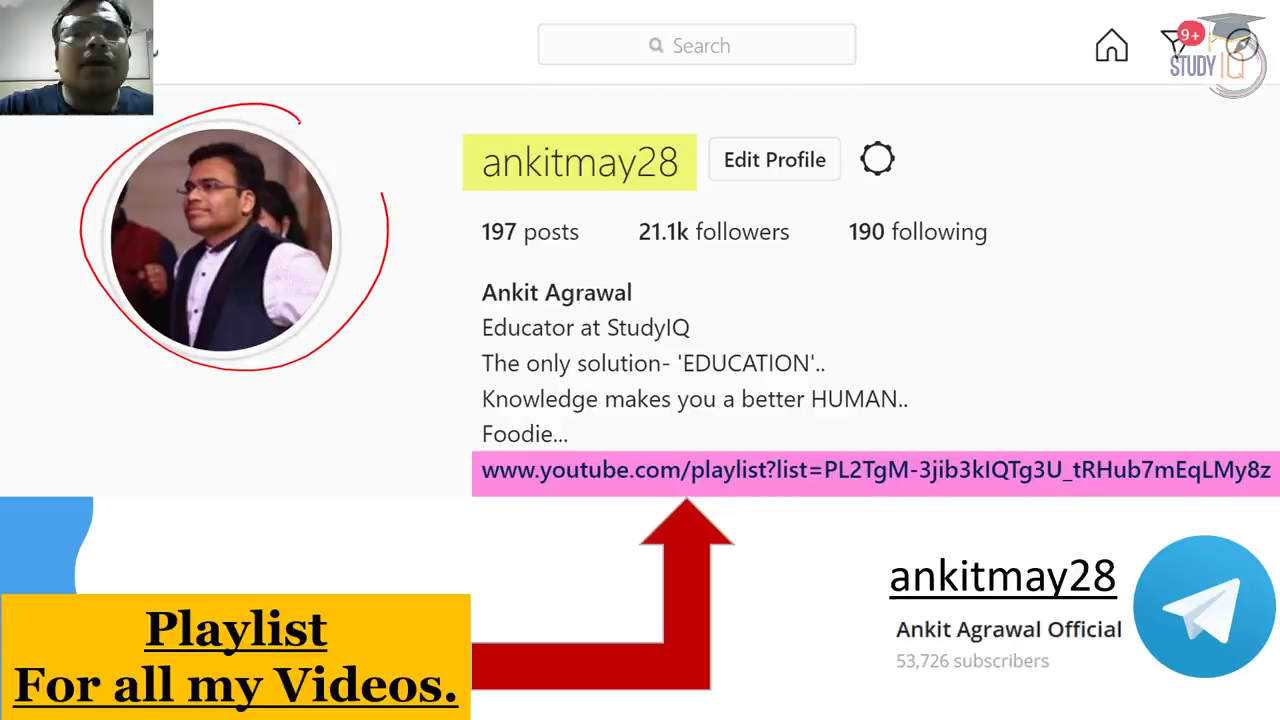 Search
9+
STUDY IQ
ankitmay28
Edit Profile
197 posts 21.1k followers 190 following
Ankit Agrawal
Educator at StudyIQ
The only solution- 'EDUCATION'..
Knowledge makes you a better HUMAN..
Foodie...
www.youtube.com/playlist?list=PL2TgM-3jib3kIQTg3U_tRHub7mEqLMy8z
Playlist
For all my Videos.
ankitmay28
Ankit Agrawal Official
53,726 subscribers